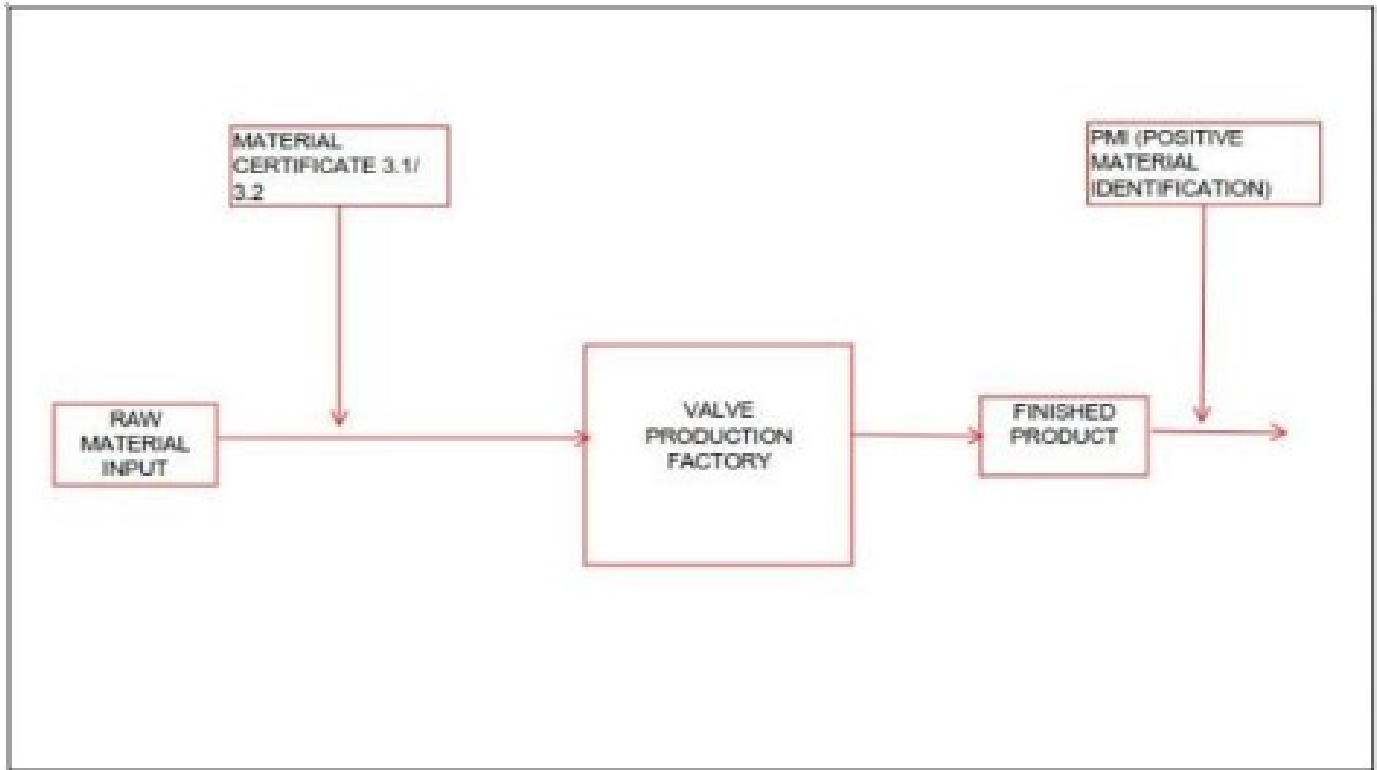 MATERIAL
CERTIFICATE 3.1/
3.2
PMI (POSITIVE
MATERIAL
IDENTIFICATION)
RAW
MATERIAL
INPUT
VALVE
PRODUCTION
FACTORY
FINISHED
PRODUCT